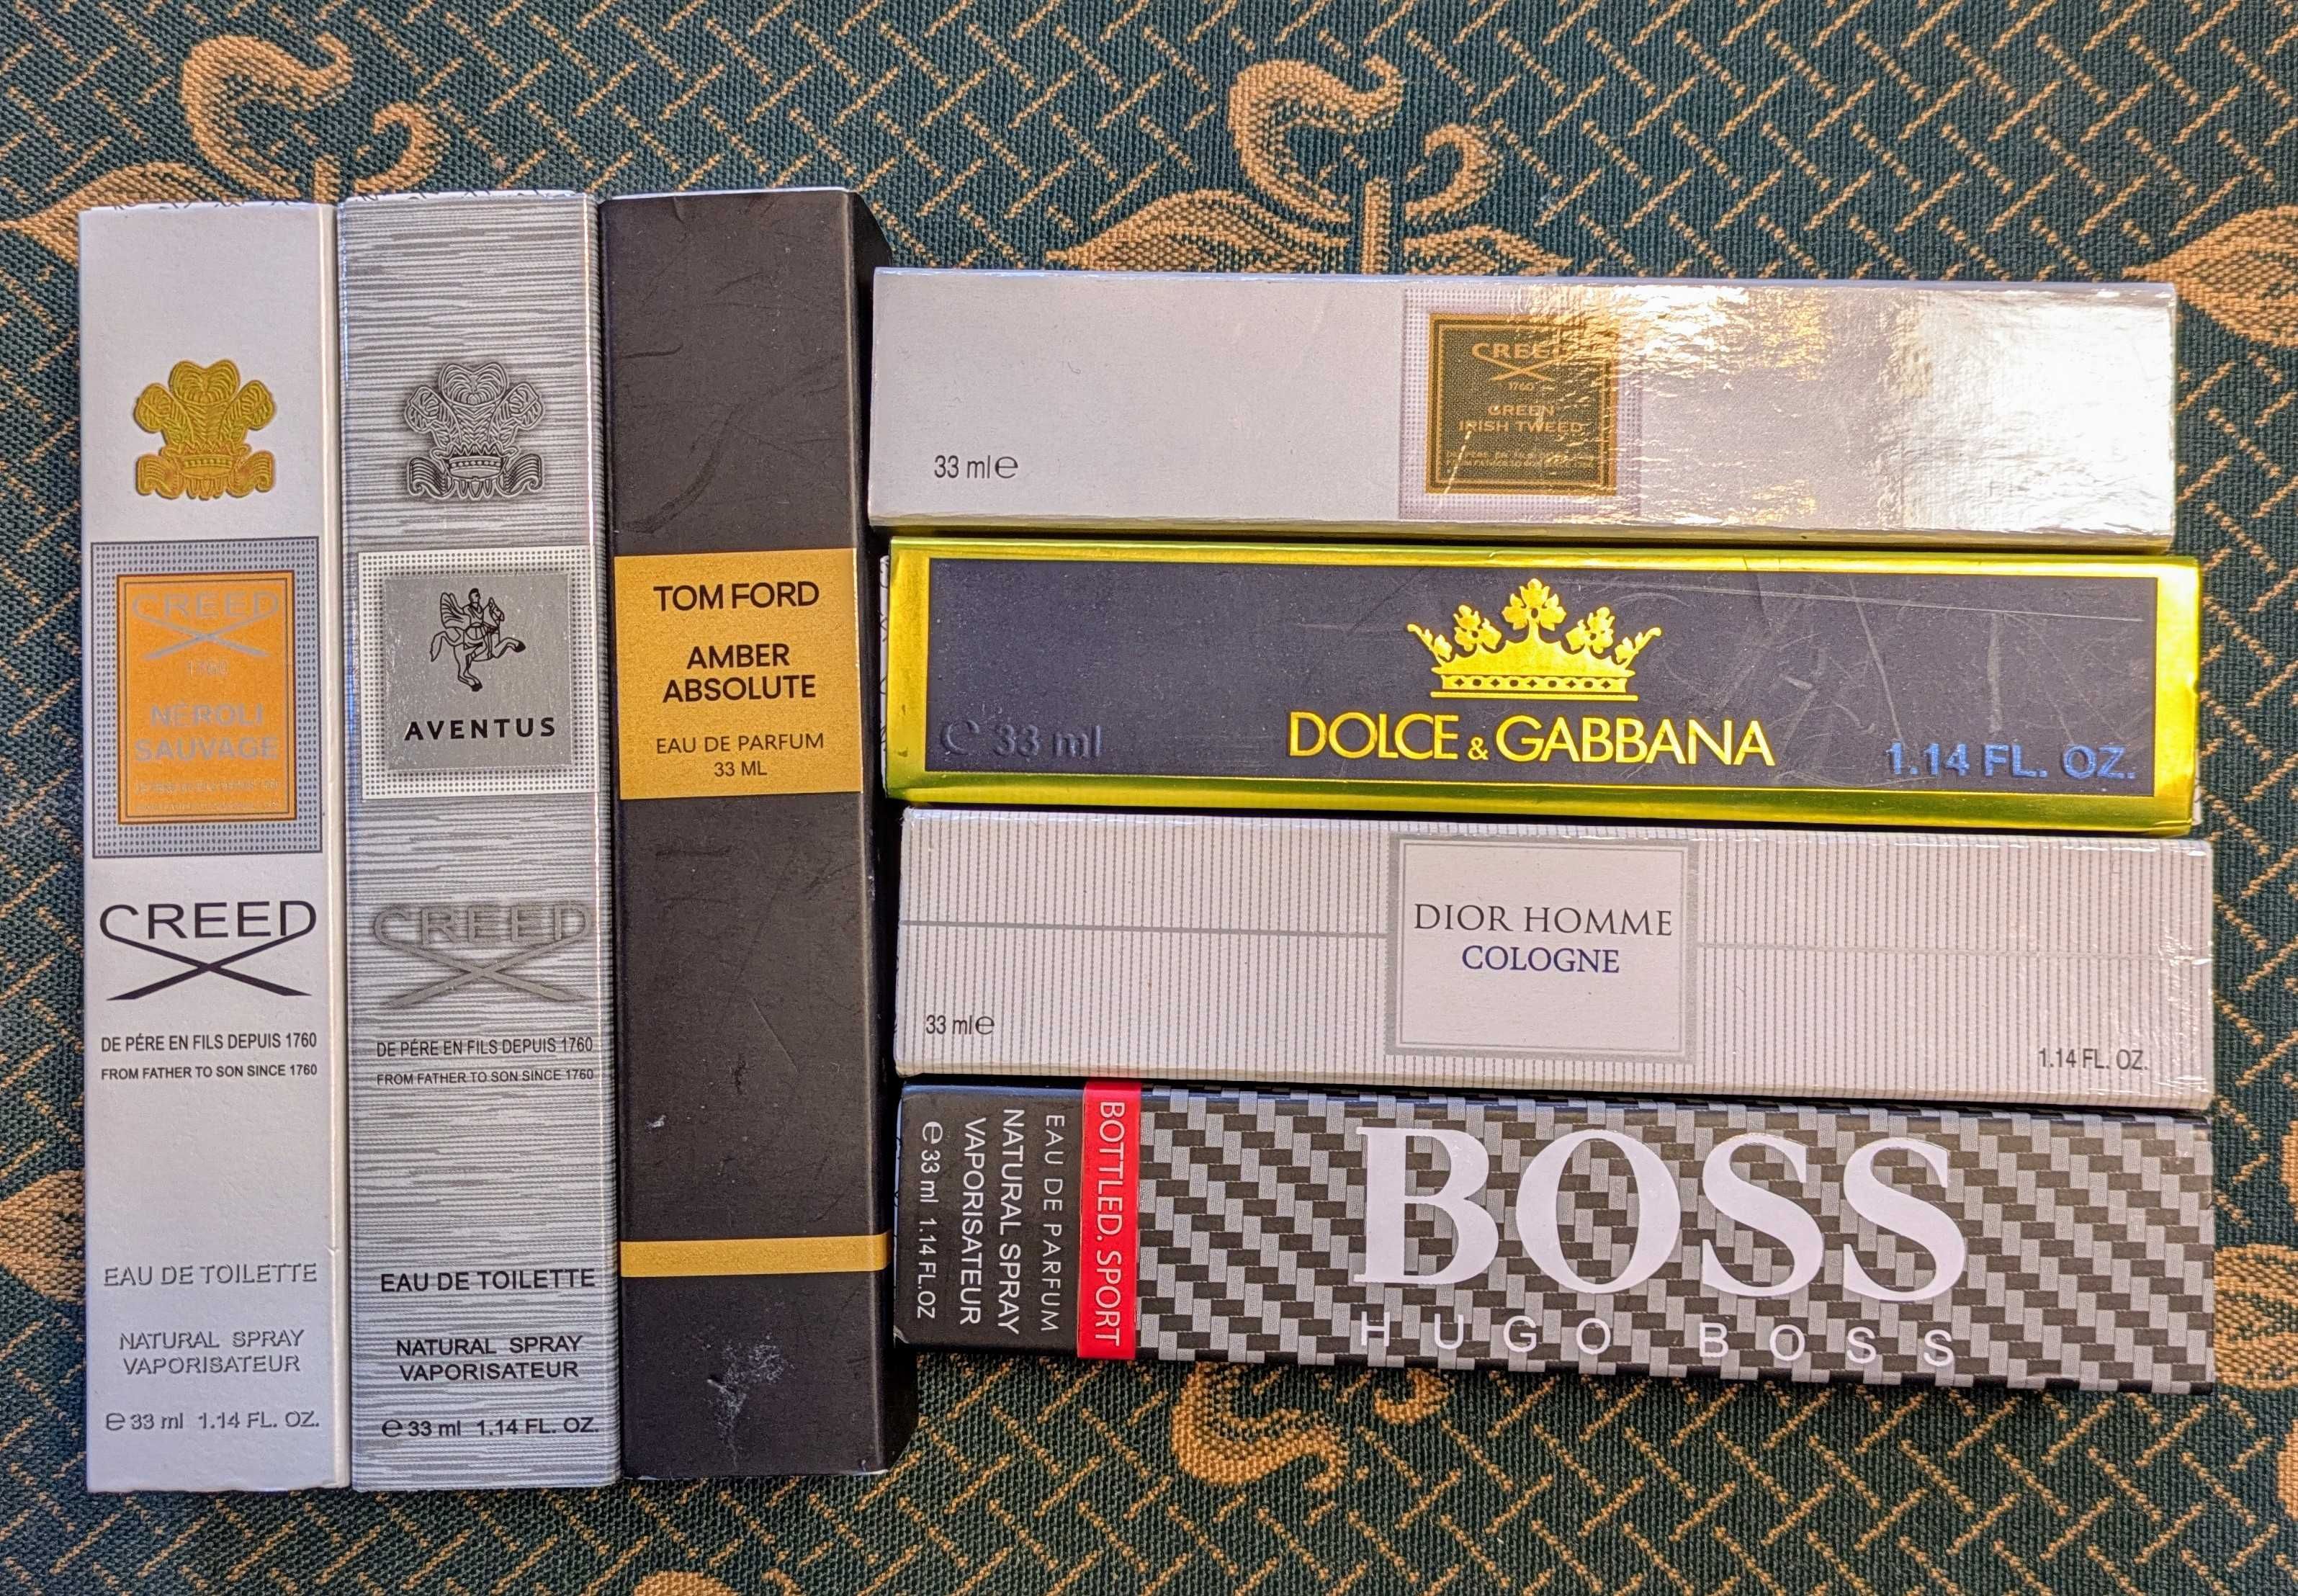 CREED
1760
NÉROLI
SAUVAGE
CREED
DE PÉRE EN FILS DEPUIS 1760
FROM FATHER TO SON SINCE 1760
EAU DE TOILETTE
NATURAL SPRAY
VAPORISATEUR
e 33 ml 1.14 FL. OZ.
AVENTUS
CREED
DE PÉRE EN FILS DEPUIS 1760
FROM FATHER TO SON SINCE 1760
EAU DE TOILETTE
NATURAL SPRAY
VAPORISATEUR
e 33 ml 1.14 FL. OZ.
TOM FORD
AMBER
ABSOLUTE
EAU DE PARFUM
33 ML
CREED
1760
GREEN
IRISH TWEED
33 ml e
DOLCE & GABBANA
e 33 ml
1.14 FL. OZ.
DIOR HOMME
COLOGNE
33 ml e
1.14 FL. OZ.
BOTTLED. SPORT
EAU DE PARFUM
NATURAL SPRAY
VAPORISATEUR
e 33 ml 1.14 FL.OZ
BOSS
HUGO BOSS